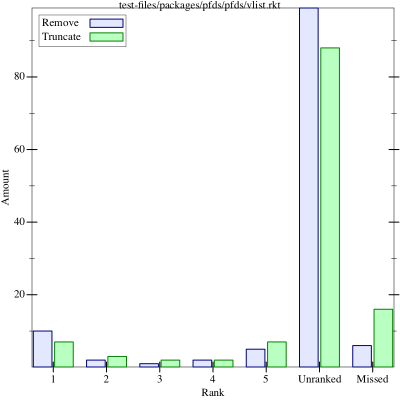 test-files/packages/pfds/pfds/vlist.rkt
Remove
Truncate
80
60
40
20
Amount
1 2 3 4 5 Unranked Missed
Rank